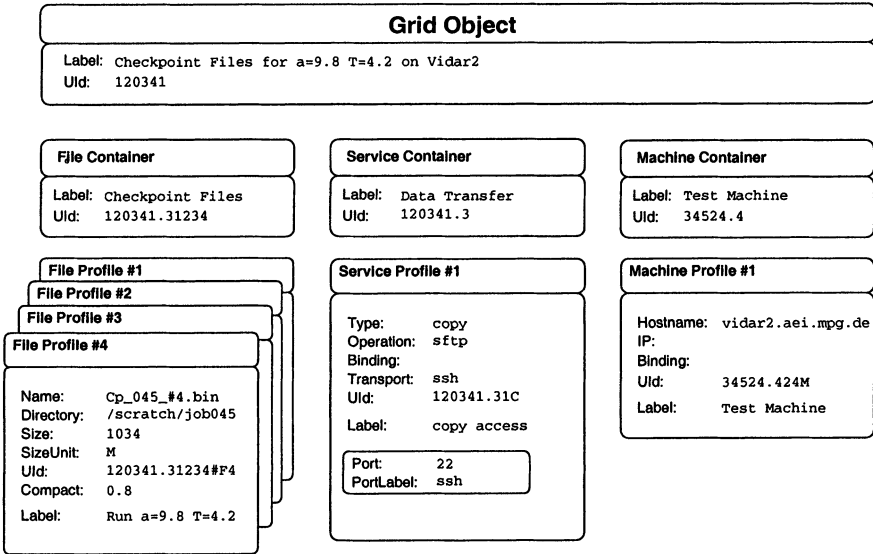 Grid Object
Label: Checkpoint Files for a=9.8 T=4.2 on Vidar2
UId: 120341
File Container
Label: Checkpoint Files
UId: 120341.31234
Service Container
Label: Data Transfer
UId: 120341.3
Machine Container
Label: Test Machine
UId: 34524.4
File Profile #1
File Profile #2
File Profile #3
File Profile #4
Name: Cp_045_#4.bin
Directory: /scratch/job045
Size: 1034
SizeUnit: M
UId: 120341.31234#F4
Compact: 0.8
Label: Run a=9.8 T=4.2
Service Profile #1
Type: copy
Operation: sftp
Binding:
Transport: ssh
UId: 120341.31C
Label: copy access
Port: 22
PortLabel: ssh
Machine Profile #1
Hostname: vidar2.aei.mpg.de
IP:
Binding:
UId: 34524.424M
Label: Test Machine